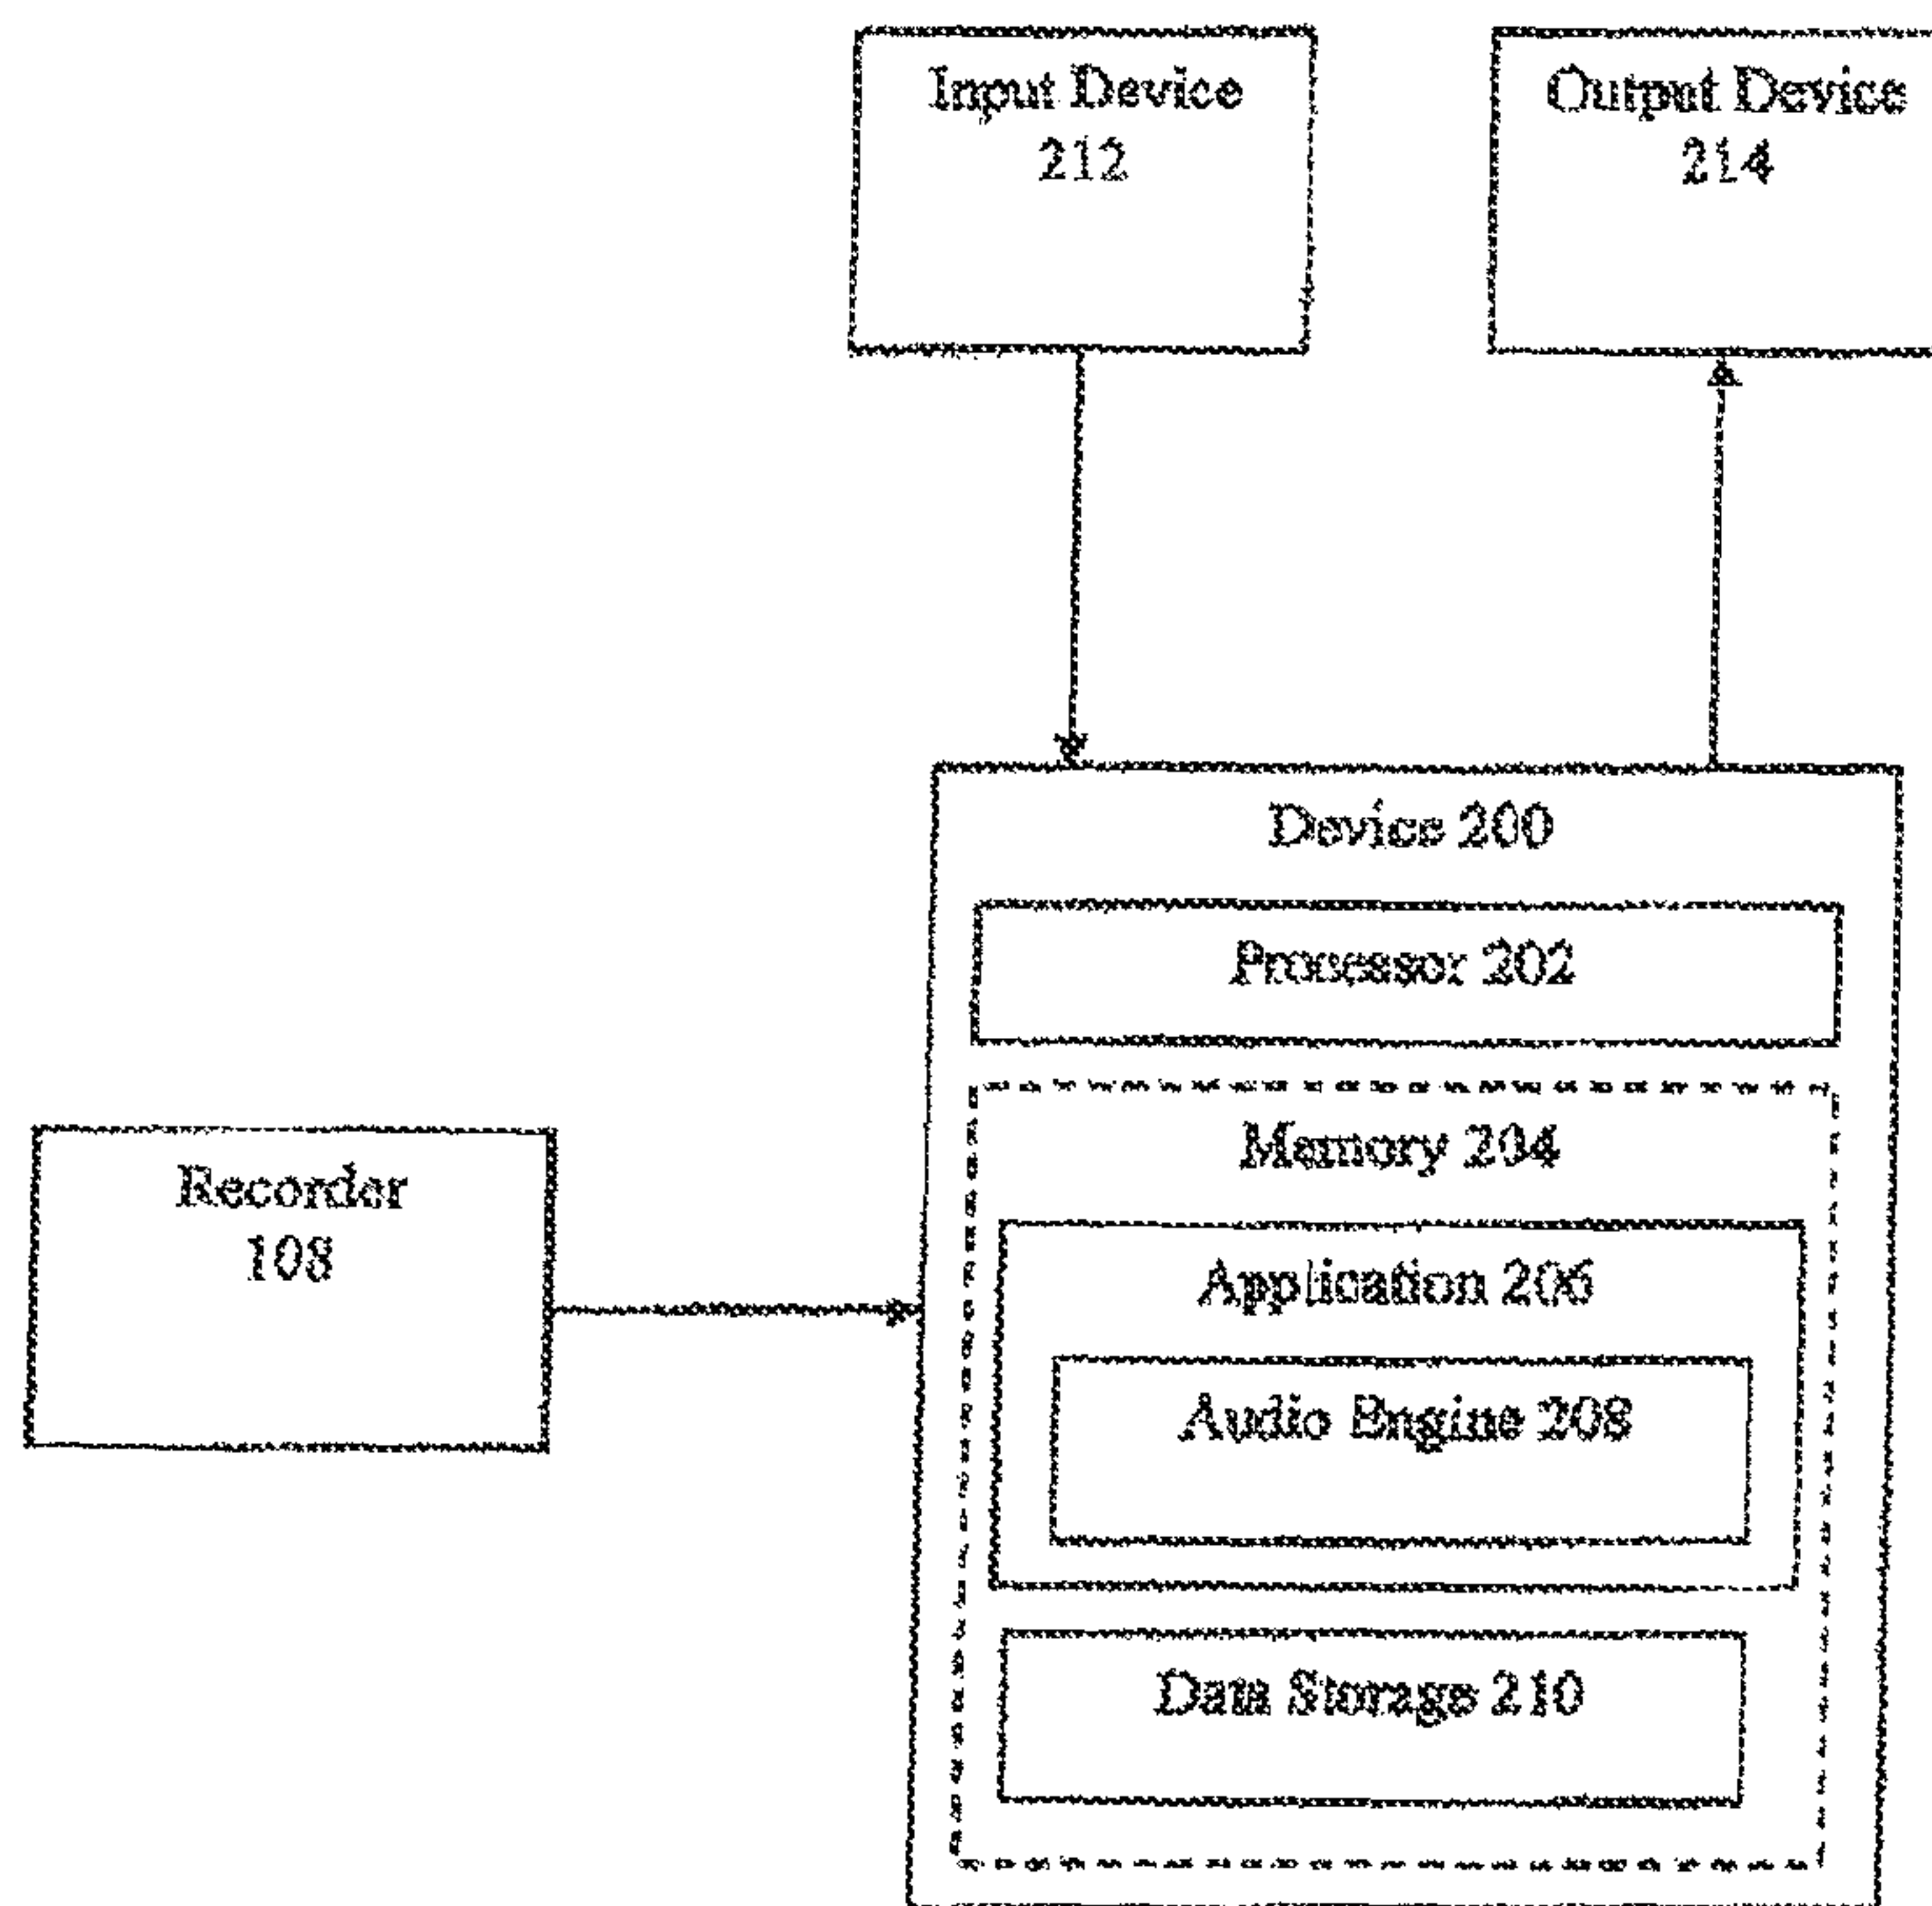 Input Device
212
Output Device
214
Device 200
Processor 202
Memory 204
Recorder
108
Application 206
Audio Engine 208
Data Storage 210